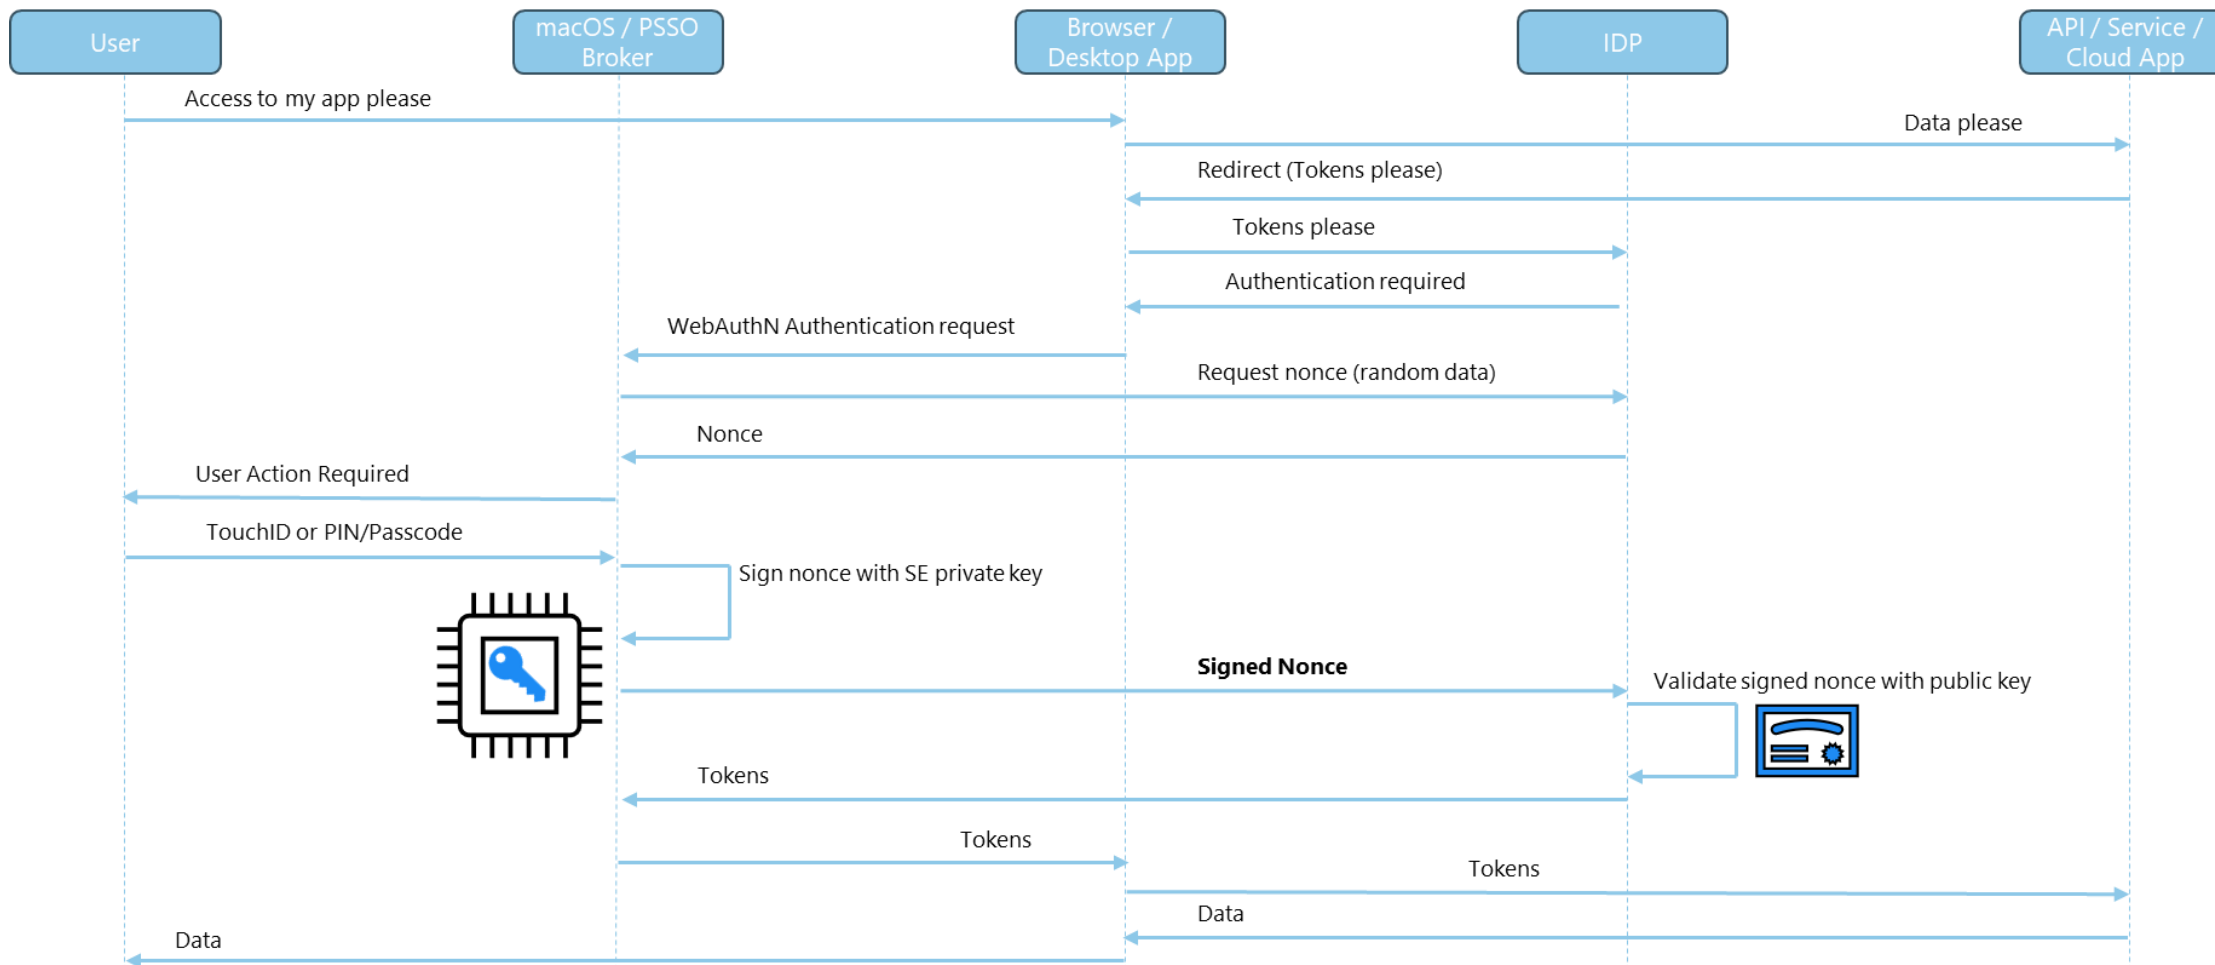 User
macOS / PSSO
Broker
Browser /
Desktop App
IDP
API / Service /
Cloud App
Access to my app please
Data please
Redirect (Tokens please)
Tokens please
Authentication required
WebAuthN Authentication request
Request nonce (random data)
Nonce
User Action Required
TouchID or PIN/Passcode
Sign nonce with SE private key
Signed Nonce
Validate signed nonce with public key
Tokens
Tokens
Tokens
Data
Data